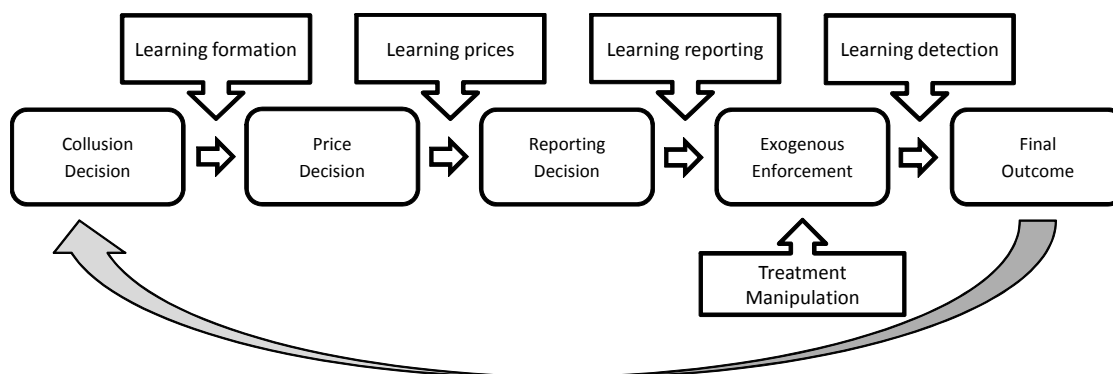 Learning formation
Learning prices
Learning reporting
Learning detection
Collusion
Decision
Price
Decision
Reporting
Decision
Exogenous
Enforcement
Final
Outcome
Treatment
Manipulation